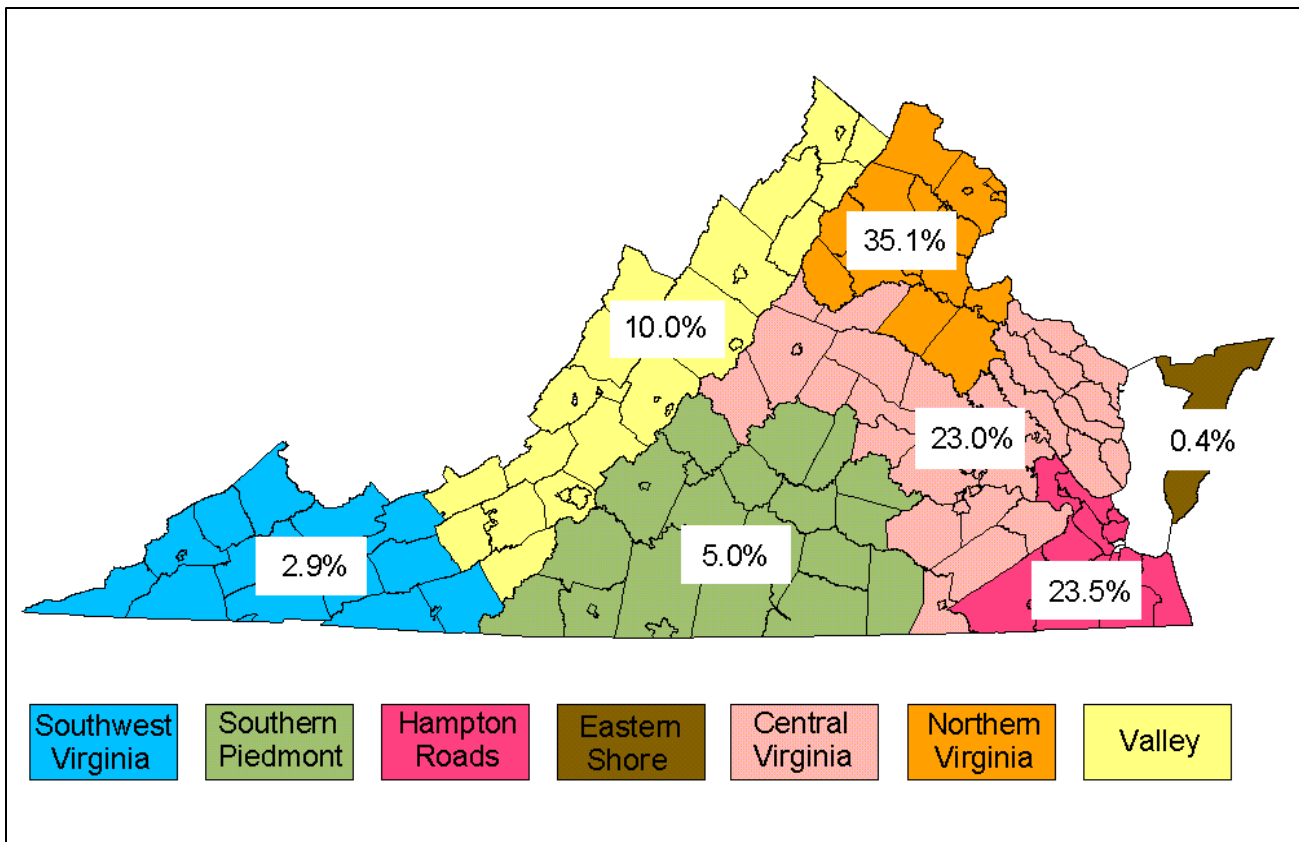 35.1%
10.0%
23.0%
0.4%
2.9%
5.0%
23.5%
Southwest
Virginia
Southern
Piedmont
Hampton
Roads
Eastern
Shore
Central
Virginia
Northern
Virginia
Valley